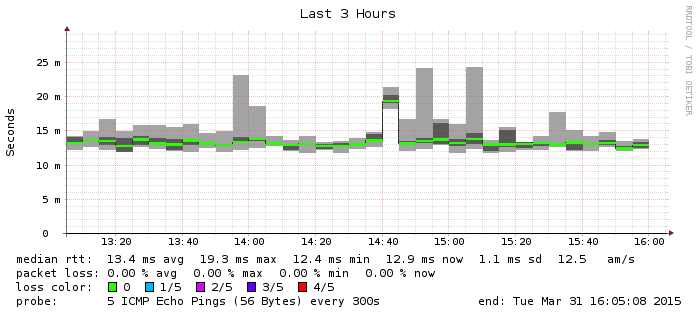 Last 3 Hours
RRDTOOL / TOBI OETIKER
Seconds
25 m
20 m
15 m
10 m
5 m
0
13:20 13:40 14:00 14:20 14:40 15:00 15:20 15:40 16:00
median rtt: 13.4 ms avg 19.3 ms max 12.4 ms min 12.9 ms now 1.1 ms sd 12.5 am/s
packet loss: 0.00 % avg 0.00 % max 0.00 % min 0.00 % now
loss color: 0 1/5 2/5 3/5 4/5
probe: 5 ICMP Echo Pings (56 Bytes) every 300s end: Tue Mar 31 16:05:08 2015